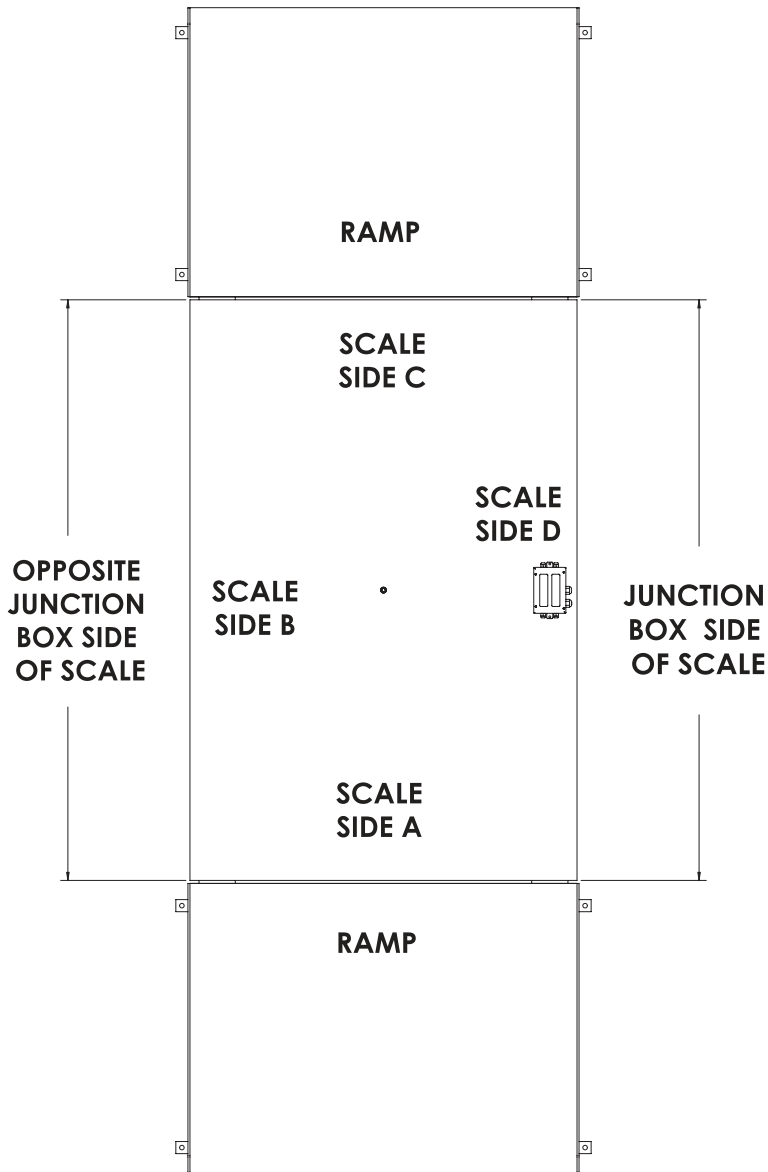 RAMP
SCALE
SIDE C
SCALE
SIDE D
OPPOSITE
JUNCTION
BOX SIDE
OF SCALE
SCALE
SIDE B
JUNCTION
BOX SIDE
OF SCALE
SCALE
SIDE A
RAMP